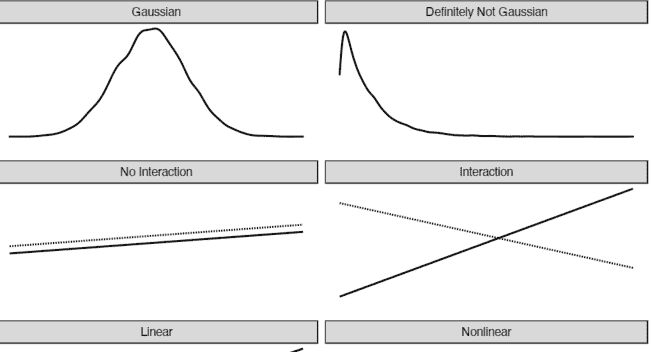 Gaussian
Definitely Not Gaussian
No Interaction
Interaction
Linear
Nonlinear